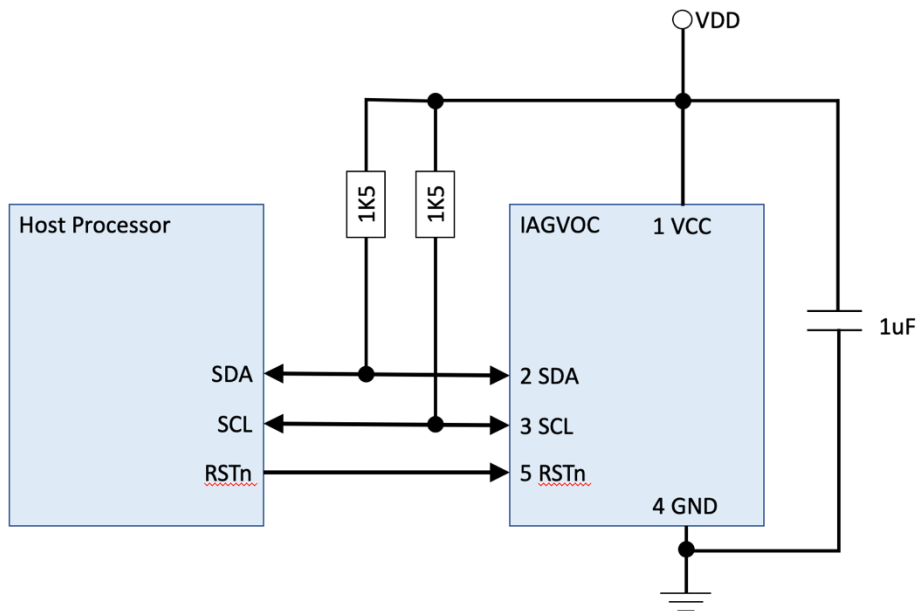 VDD
1K5
1K5
Host Processor
IAGVOC
1 VCC
1uF
SDA
2 SDA
SCL
3 SCL
RSTn
5 RSTn
4 GND